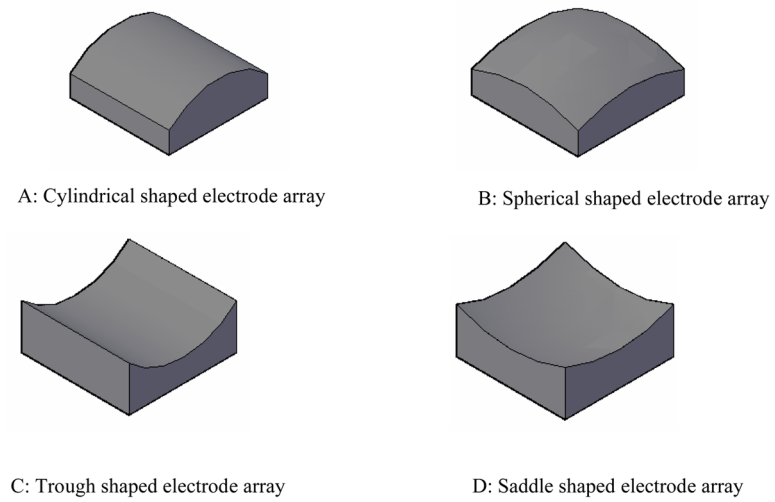 A: Cylindrical shaped electrode array
B: Spherical shaped electrode array
C: Trough shaped electrode array
D: Saddle shaped electrode array